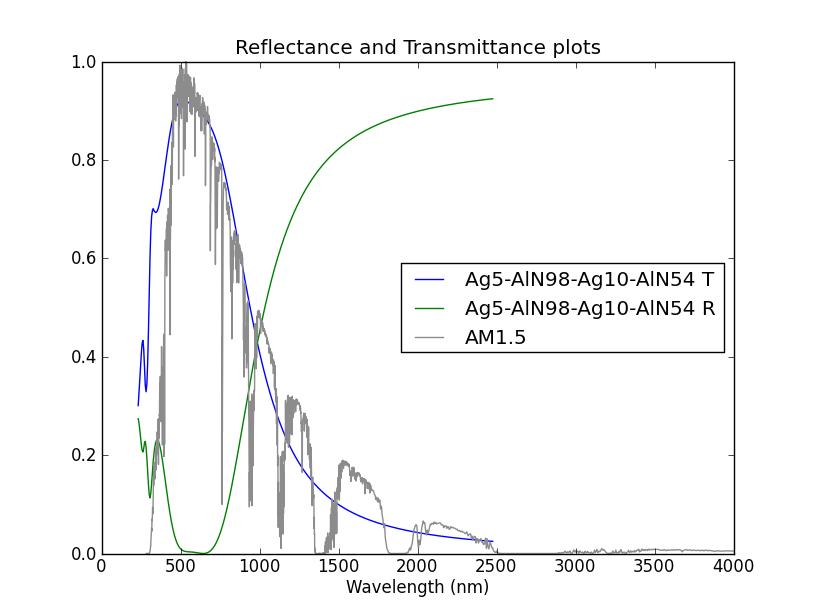 Reflectance and Transmittance plots
1.0
0.8
0.6
0.4
0.2
0.0
Ag5-AlN98-Ag10-AlN54 T
Ag5-AlN98-Ag10-AlN54 R
AM1.5
0 500 1000 1500 2000 2500 3000 3500 4000
Wavelength (nm)